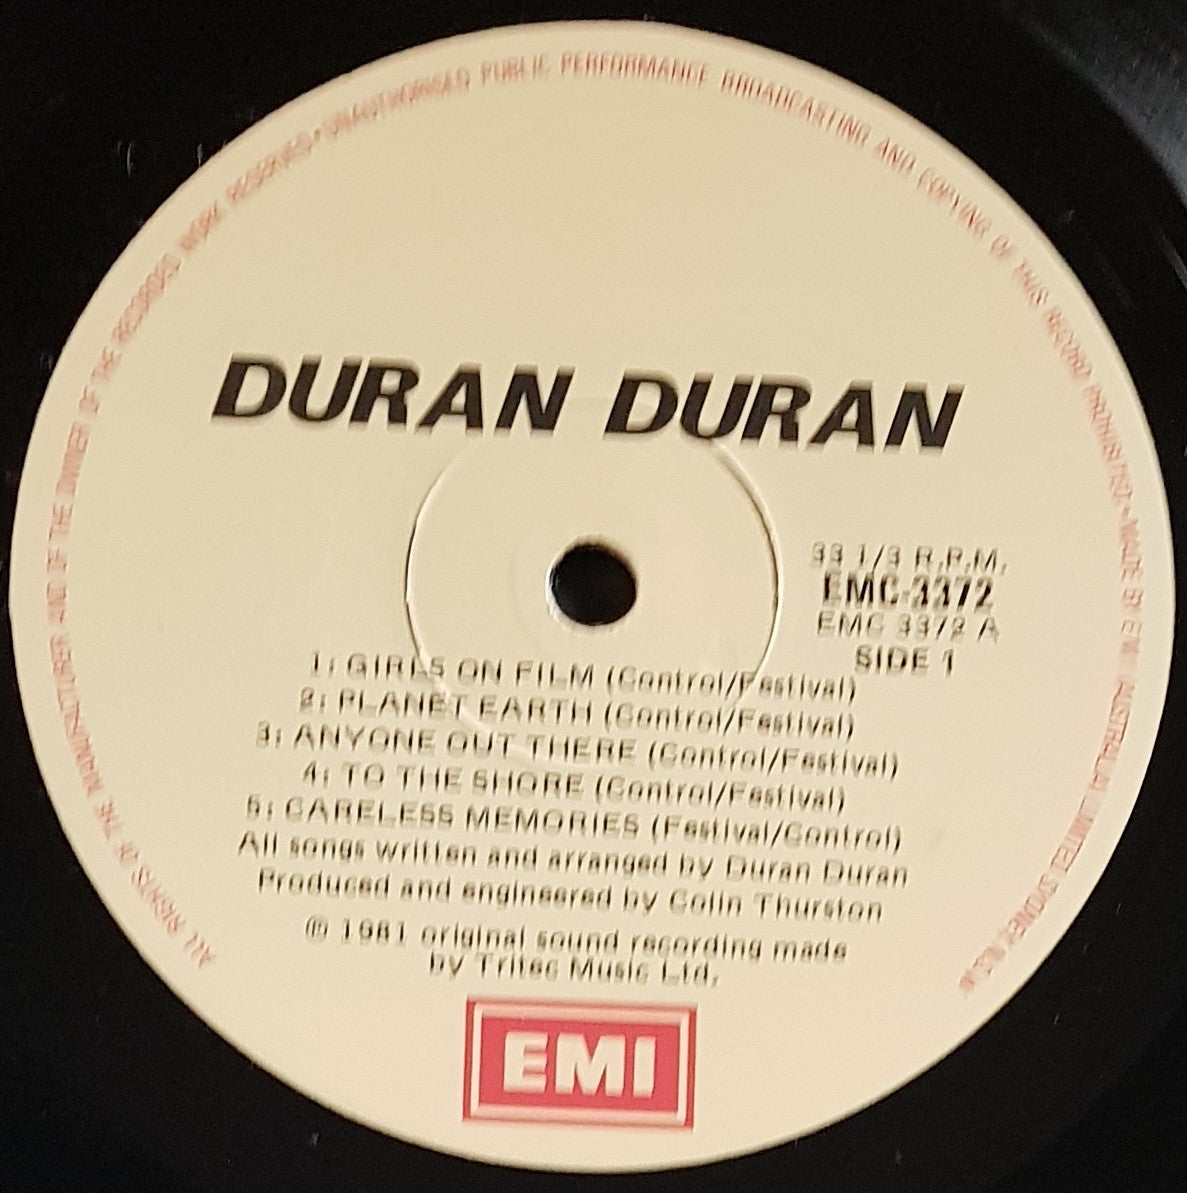 ALL RIGHTS OF THE MANUFACTURER AND OF THE OWNER OF THE RECORDED WORK RESERVED • UNAUTHORISED PUBLIC PERFORMANCE BROADCASTING AND COPYING OF THIS RECORD PROHIBITED • MADE BY E.M.I. (AUSTRALIA) LIMITED, SYDNEY, N.S.W.
DURAN DURAN
33 1/3 R.P.M.
EMC-3372
EMC 3372 A
SIDE 1
1: GIRLS ON FILM (Control/Festival)
2: PLANET EARTH (Control/Festival)
3: ANYONE OUT THERE (Control/Festival)
4: TO THE SHORE (Control/Festival)
5: CARELESS MEMORIES (Festival/Control)
All songs written and arranged by Duran Duran
Produced and engineered by Colin Thurston
℗ 1981 original sound recording made
by Tritec Music Ltd.
EMI